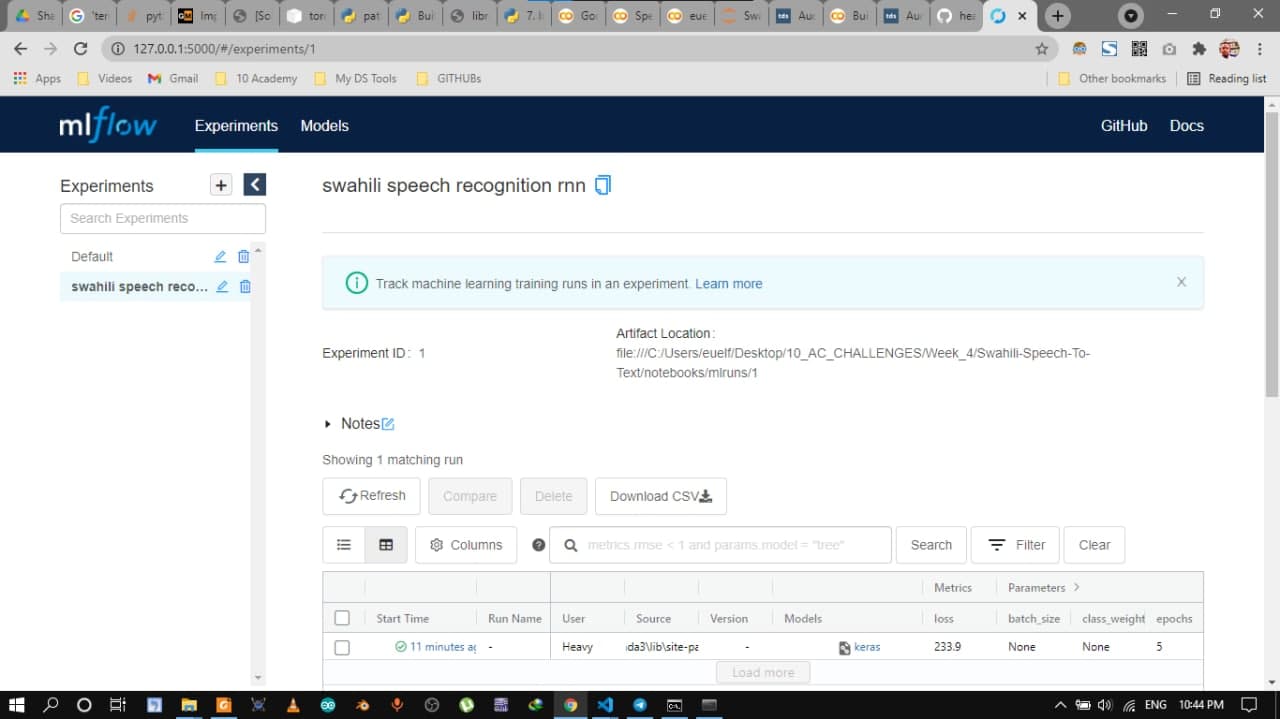 Sha
'ter
pyt
Imp
[So
tor
pat
Bui
libr
7. I
Goo
Spe
eue
Swa
Aud
Bui
Aud
hea
127.0.0.1:5000/#/experiments/1
Apps Videos Gmail 10 Academy My DS Tools GITHUBs Other bookmarks Reading list
mlflow Experiments Models GitHub Docs
Experiments
Search Experiments
Default
swahili speech reco...
swahili speech recognition rnn
Track machine learning training runs in an experiment. Learn more
Experiment ID: 1
Artifact Location:
file:///C:/Users/euelf/Desktop/10_AC_CHALLENGES/Week_4/Swahili-Speech-To-
Text/notebooks/mlruns/1
Notes
Showing 1 matching run
Refresh Compare Delete Download CSV
Columns metrics.rmse < 1 and params.model = "tree" Search Filter Clear
Metrics Parameters
Start Time Run Name User Source Version Models loss batch_size class_weight epochs
11 minutes ag - Heavy da3\lib\site-pa - keras 233.9 None None 5
Load more
ENG 10:44 PM